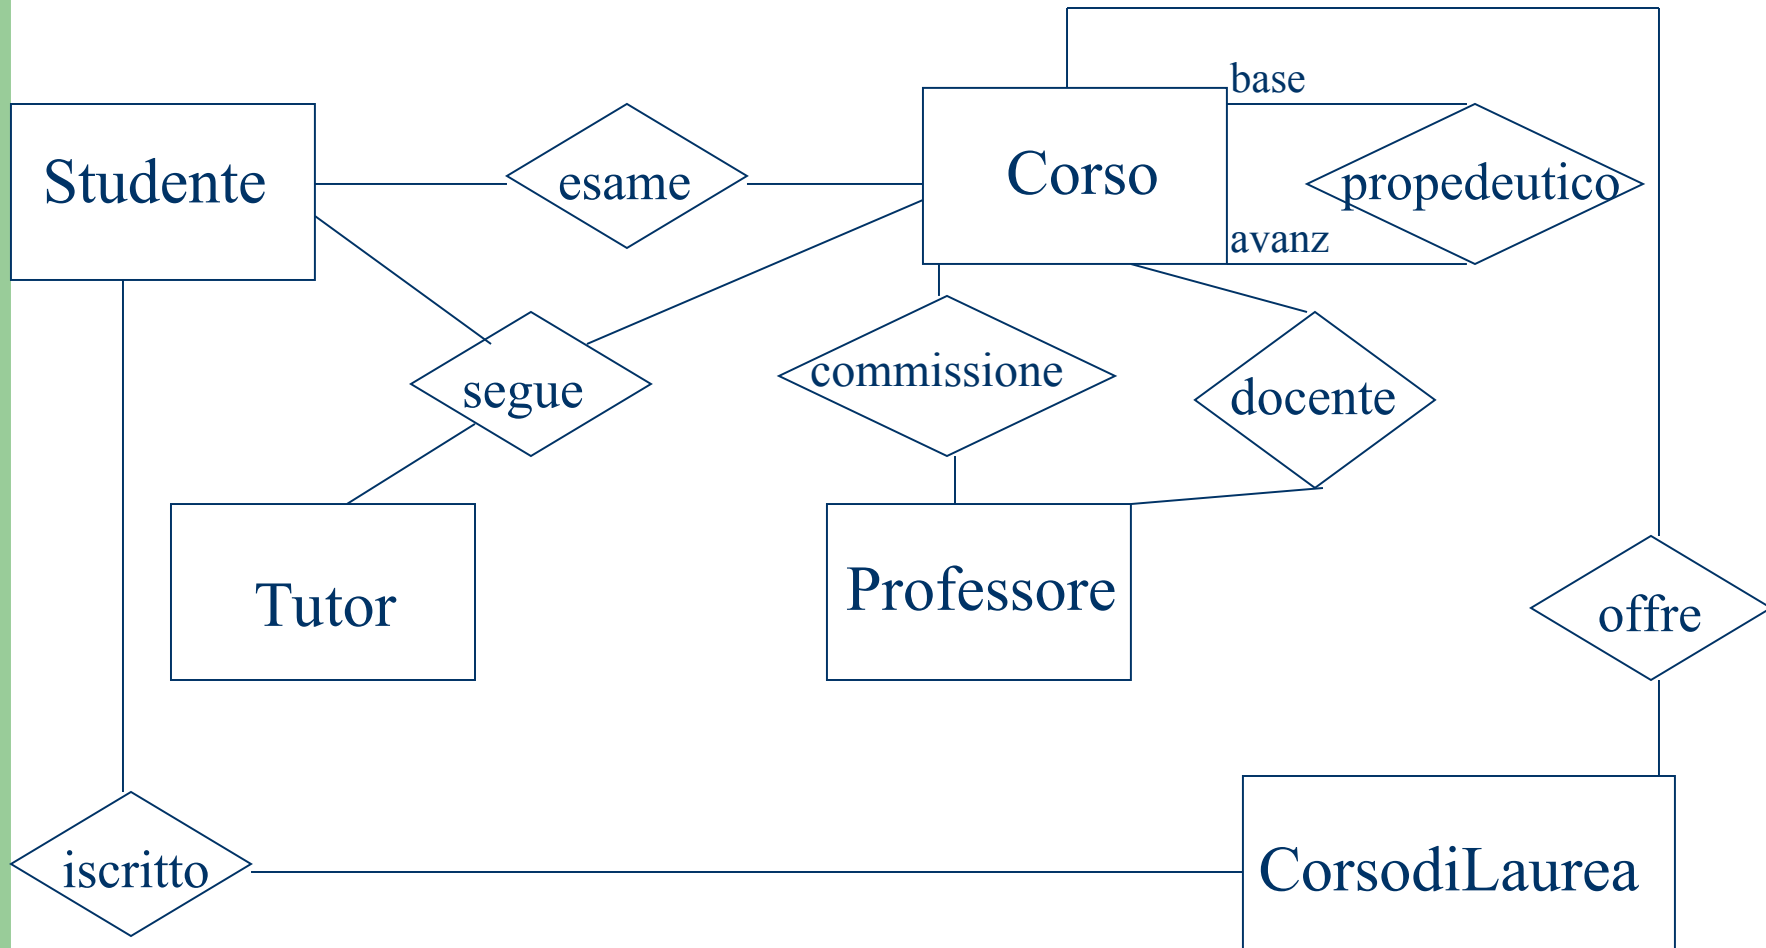 base
Studente
esame
Corso
propedeutico
avanz
segue
commissione
docente
Tutor
Professore
offre
iscritto
CorsodiLaurea